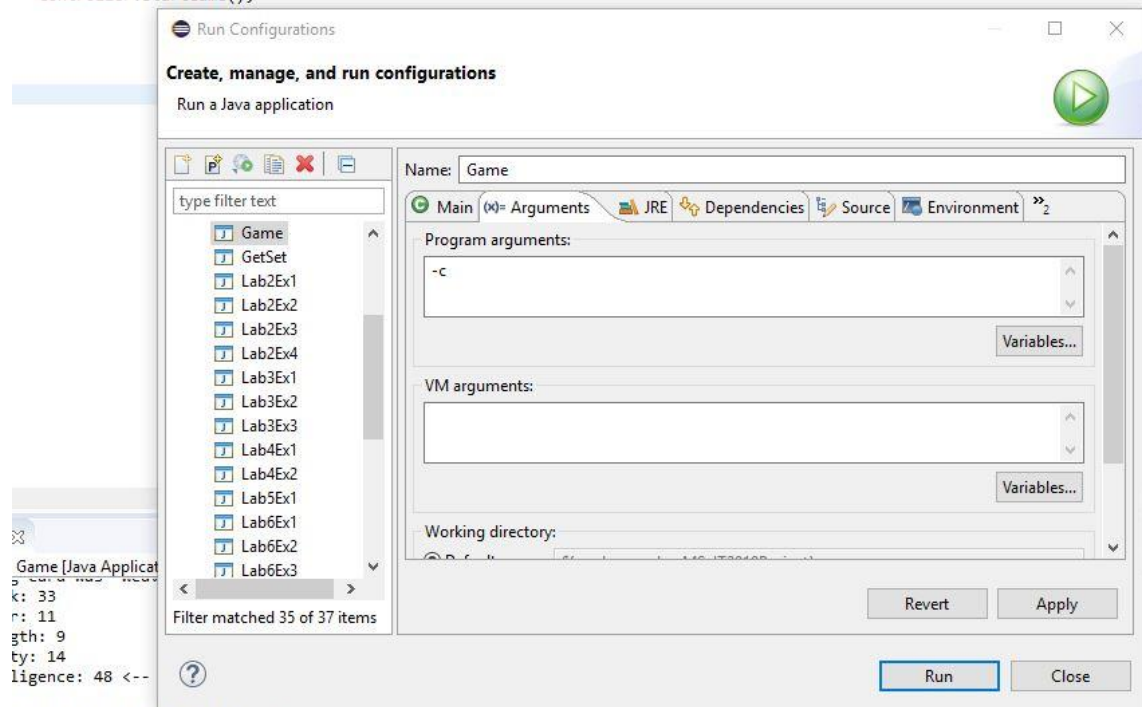 Run Configurations
Create, manage, and run configurations
Run a Java application
Name: Game
type filter text
Main (x)= Arguments JRE Dependencies Source Environment »2
Game
GetSet
Lab2Ex1
Lab2Ex2
Lab2Ex3
Lab2Ex4
Lab3Ex1
Lab3Ex2
Lab3Ex3
Lab4Ex1
Lab4Ex2
Lab5Ex1
Lab6Ex1
Lab6Ex2
Lab6Ex3
Filter matched 35 of 37 items
Program arguments:
-c
Variables...
VM arguments:
Variables...
Working directory:
Revert Apply
Run Close
Game [Java Applicat
k: 33
r: 11
gth: 9
ty: 14
lligence: 48 <--